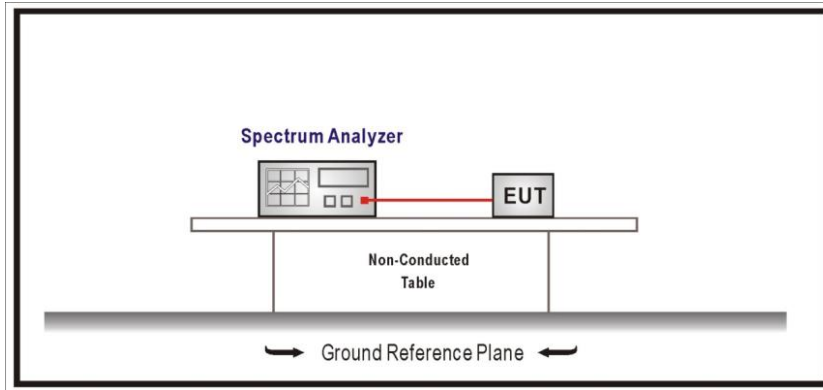 Spectrum Analyzer
EUT
Non-Conducted
Table
Ground Reference Plane